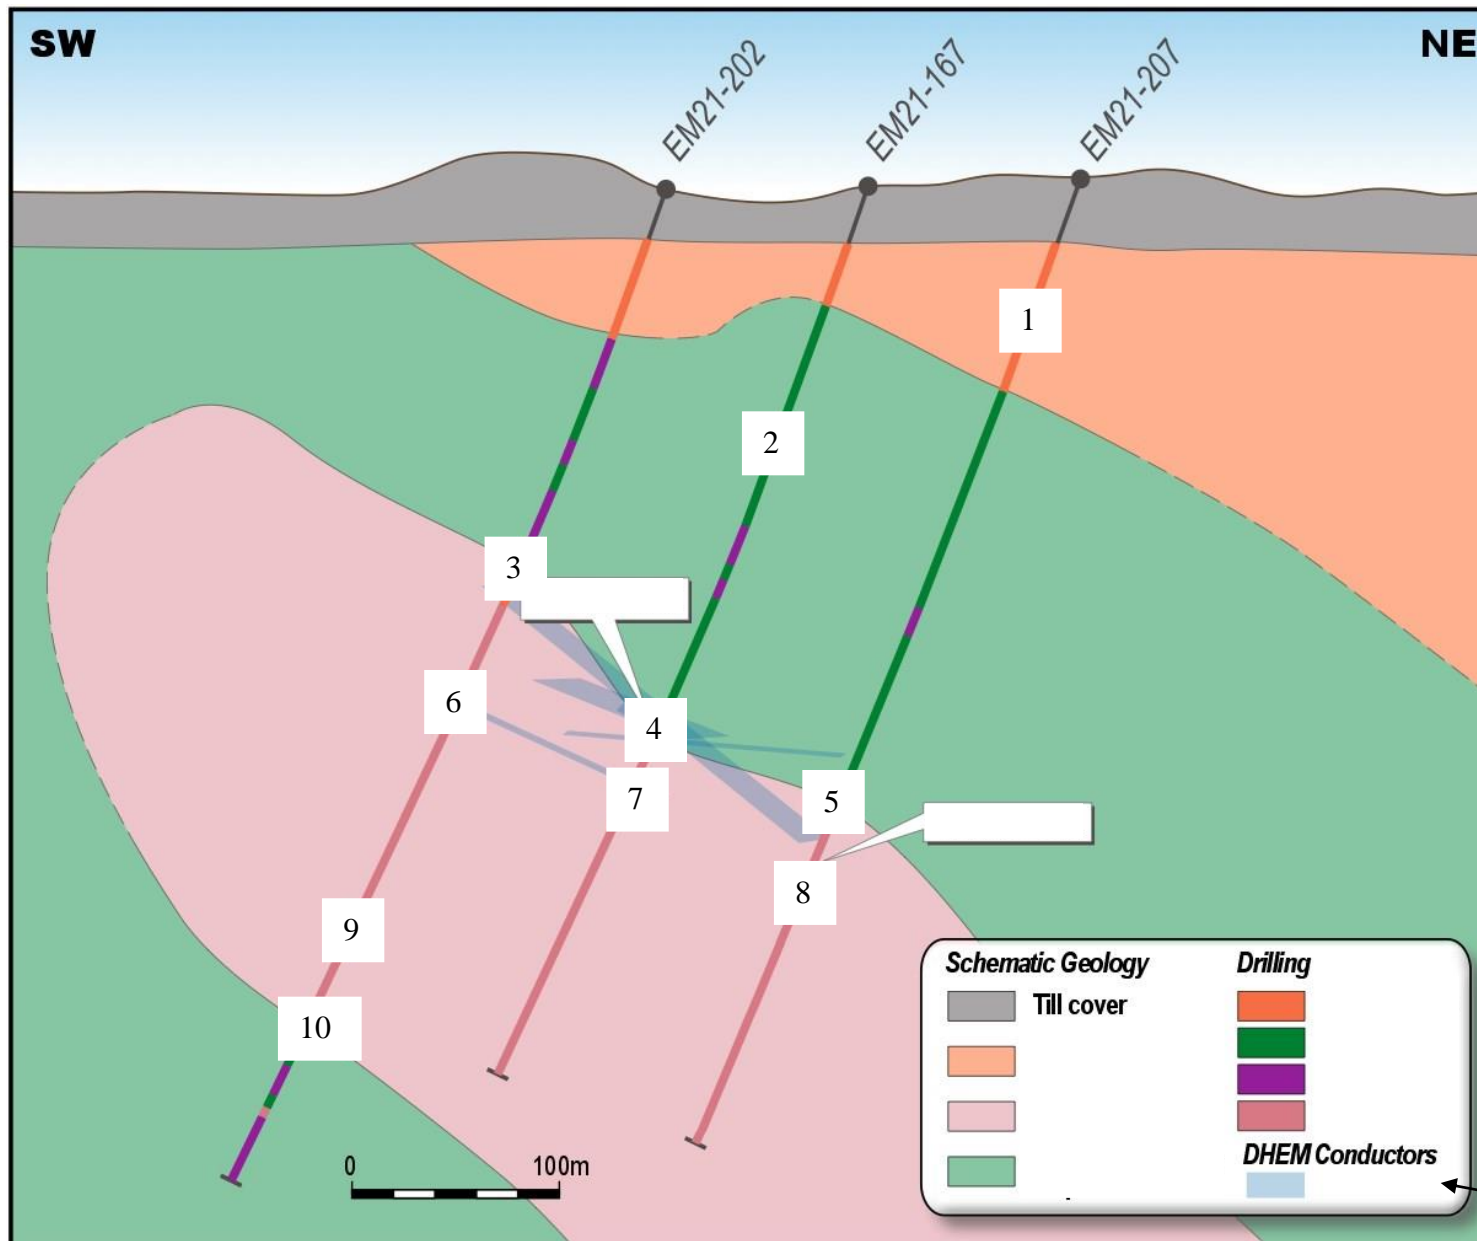 SW
NE
EM21-202
EM21-167
EM21-207
1
2
3
4
5
6
7
8
9
10
0
100m
Schematic Geology
Drilling
Till cover
DHEM Conductors